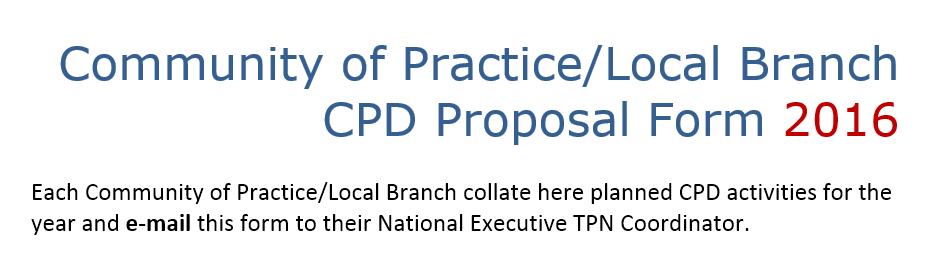 Community of Practice/Local Branch
CPD Proposal Form 2016
Each Community of Practice/Local Branch collate here planned CPD activities for the
year and e-mail this form to their National Executive TPN Coordinator.